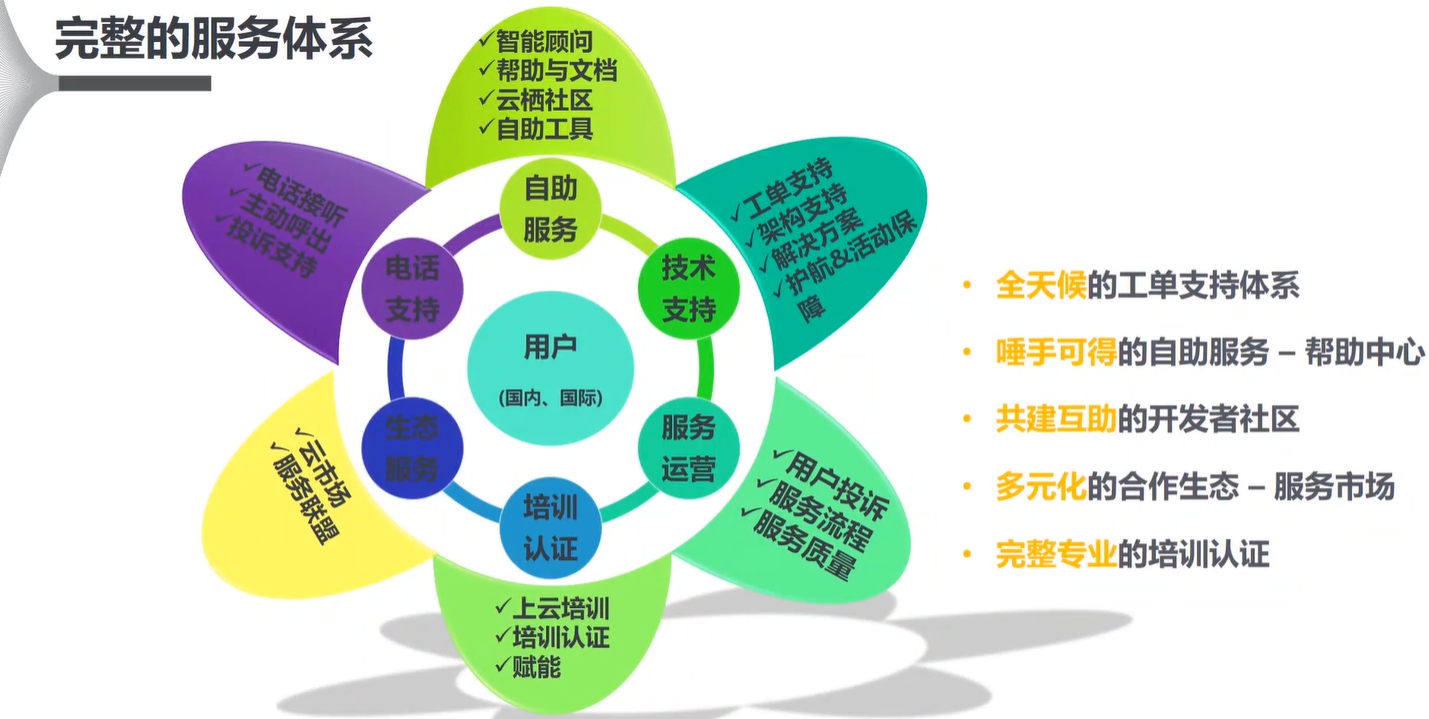 完整的服务体系
✓智能顾问
✓帮助与文档
✓云栖社区
✓自助工具
自助
服务
✓工单支持
✓架构支持
✓解决方案
✓护航&活动保
障
技术
支持
✓用户投诉
✓服务流程
✓服务质量
服务
运营
✓上云培训
✓培训认证
✓赋能
培训
认证
✓云市场
✓服务联盟
生态
服务
✓电话接听
✓主动呼出
✓投诉支持
电话
支持
用户
(国内、国际)
• 全天候的工单支持体系
• 唾手可得的自助服务 – 帮助中心
• 共建互助的开发者社区
• 多元化的合作生态 – 服务市场
• 完整专业的培训认证